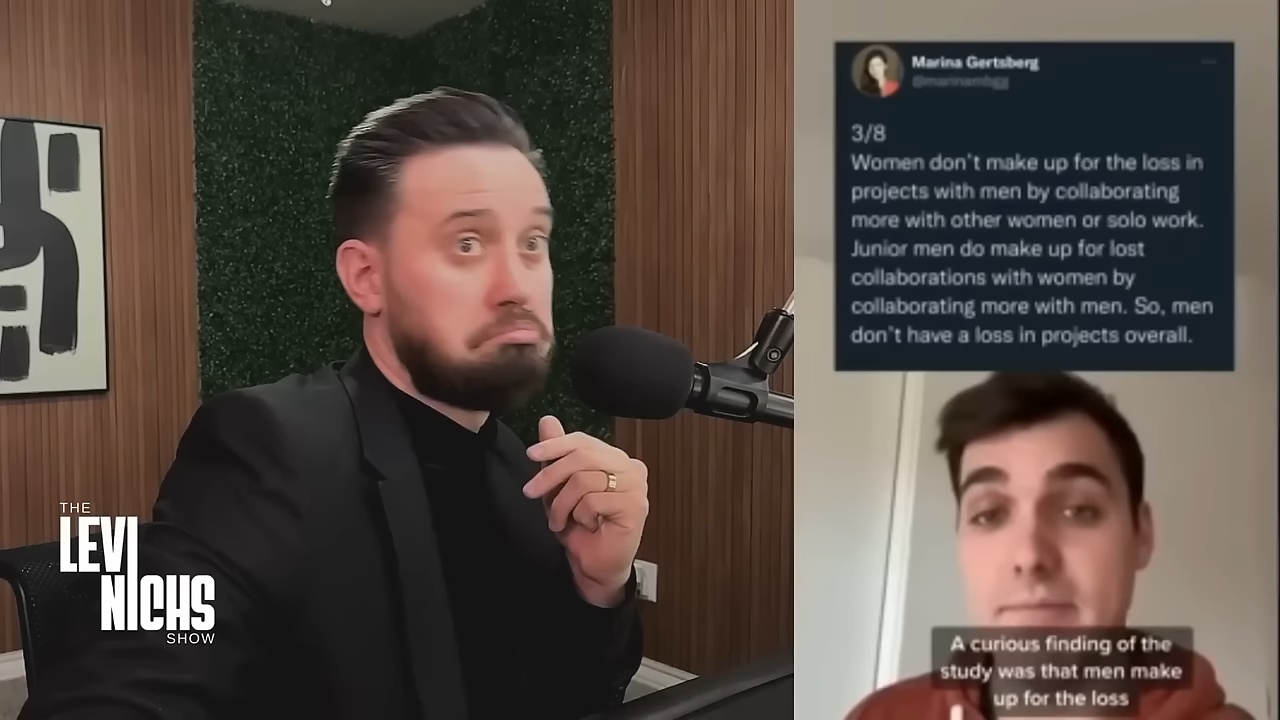 THE
LEVI
NICHS
SHOW
Marina Gertsberg
3/8
Women don't make up for the loss in
projects with men by collaborating
more with other women or solo work.
Junior men do make up for lost
collaborations with women by
collaborating more with men. So, men
don't have a loss in projects overall.
A curious finding of the
study was that men make
up for the loss